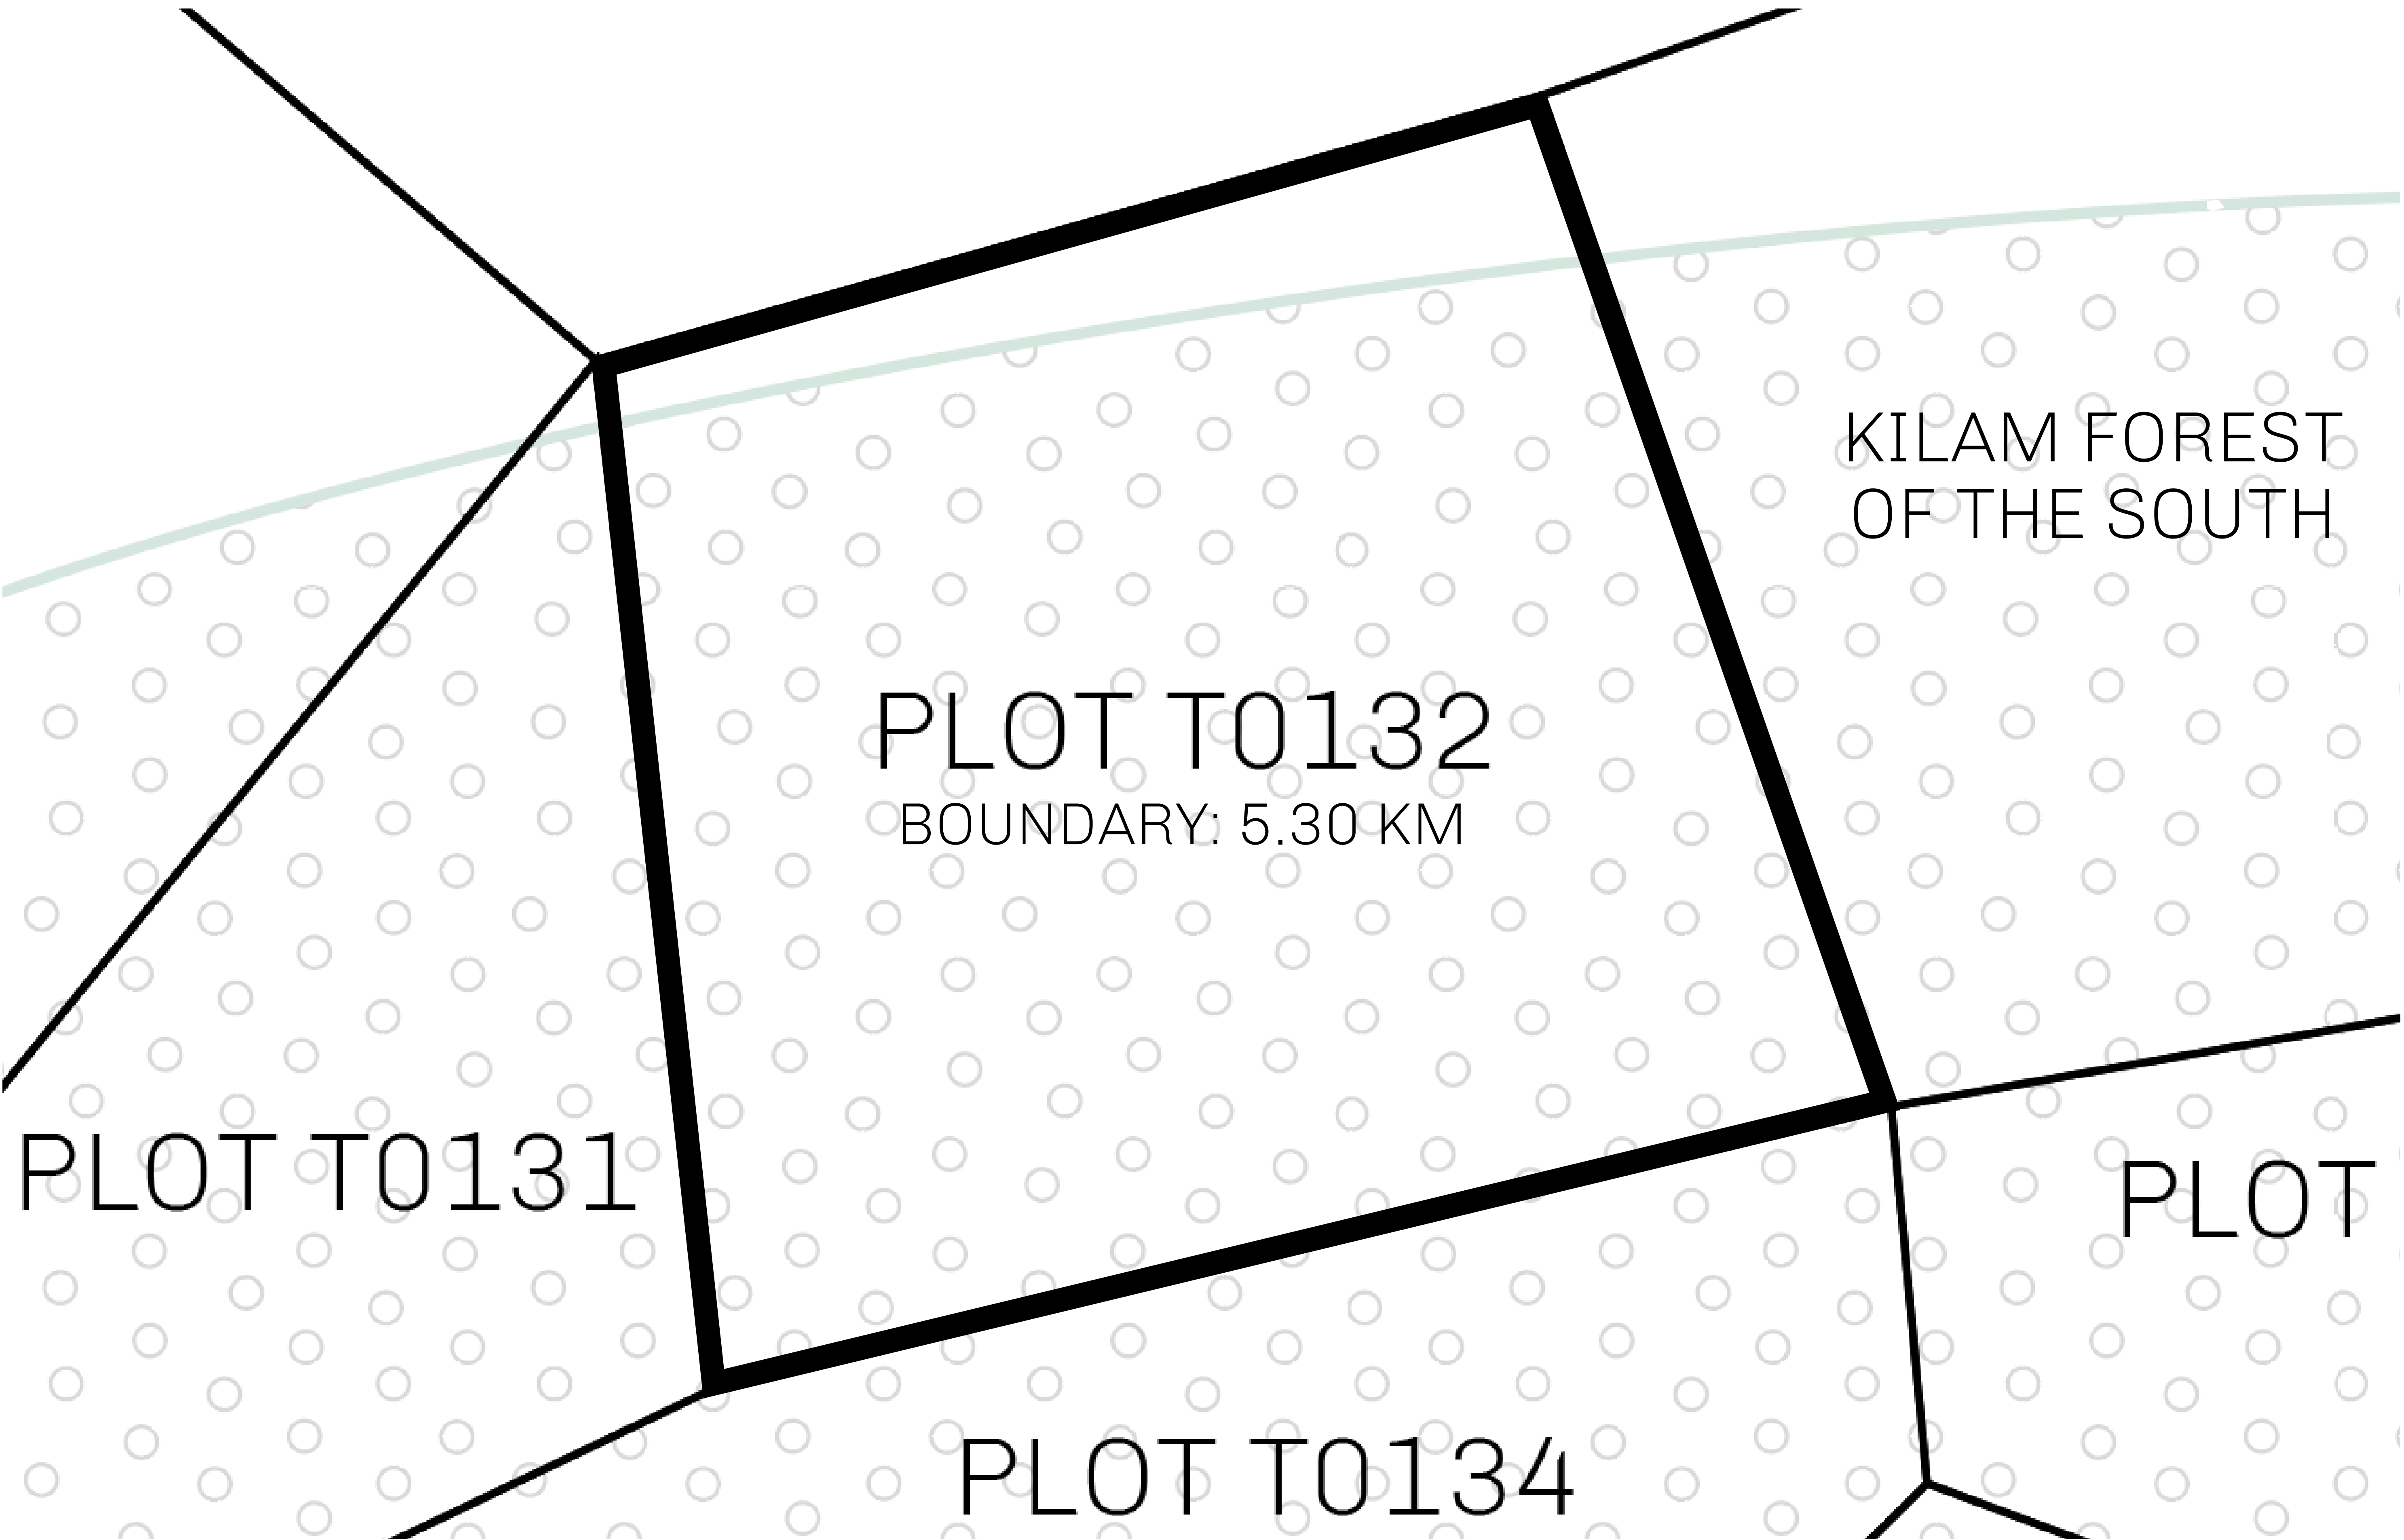 KILAM FOREST
OF THE SOUTH
PLOT T0132
BOUNDARY: 5.30 KM
PLOT T0131
PLOT
PLOT T0134